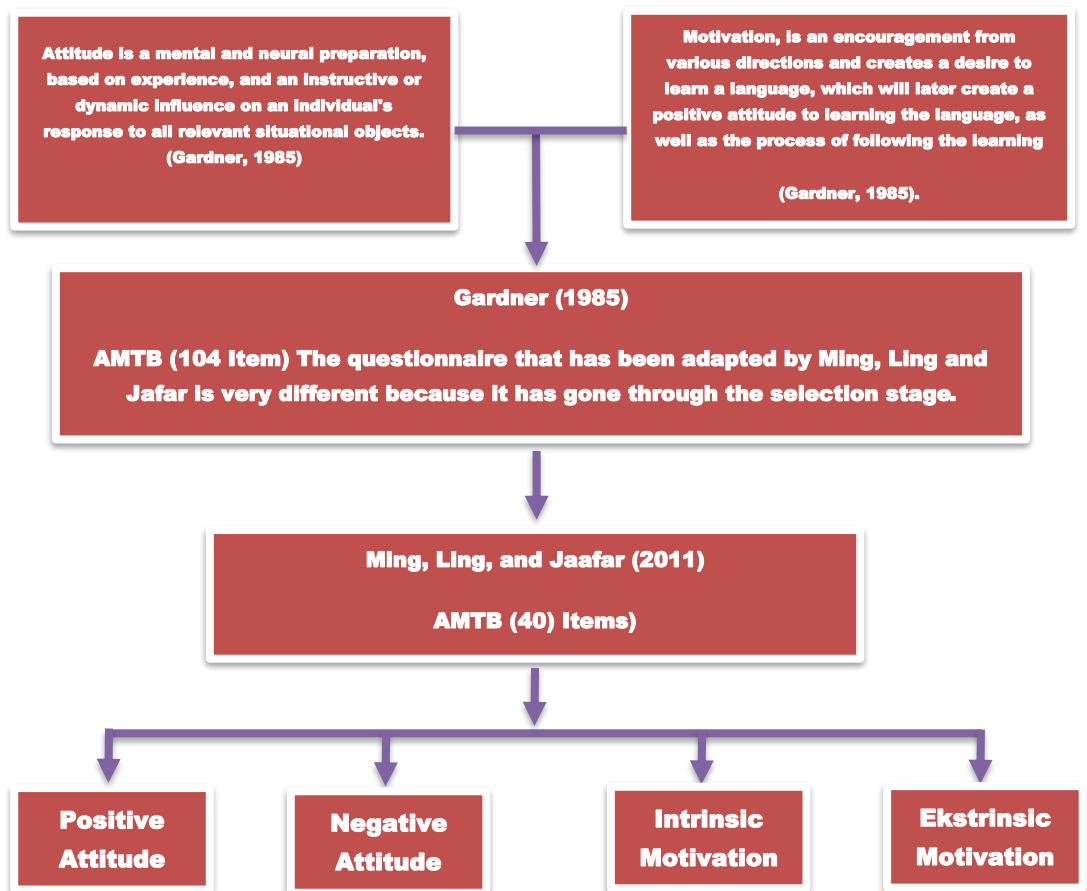 Attitude is a mental and neural preparation,
based on experience, and an instructive or
dynamic influence on an individual's
response to all relevant situational objects.
(Gardner, 1985)
Motivation, is an encouragement from
various directions and creates a desire to
learn a language, which will later create a
positive attitude to learning the language, as
well as the process of following the learning
(Gardner, 1985).
Gardner (1985)
AMTB (104 Item) The questionnaire that has been adapted by Ming, Ling and
Jafar is very different because it has gone through the selection stage.
Ming, Ling, and Jaafar (2011)
AMTB (40) Items)
Positive
Attitude
Negative
Attitude
Intrinsic
Motivation
Ekstrinsic
Motivation